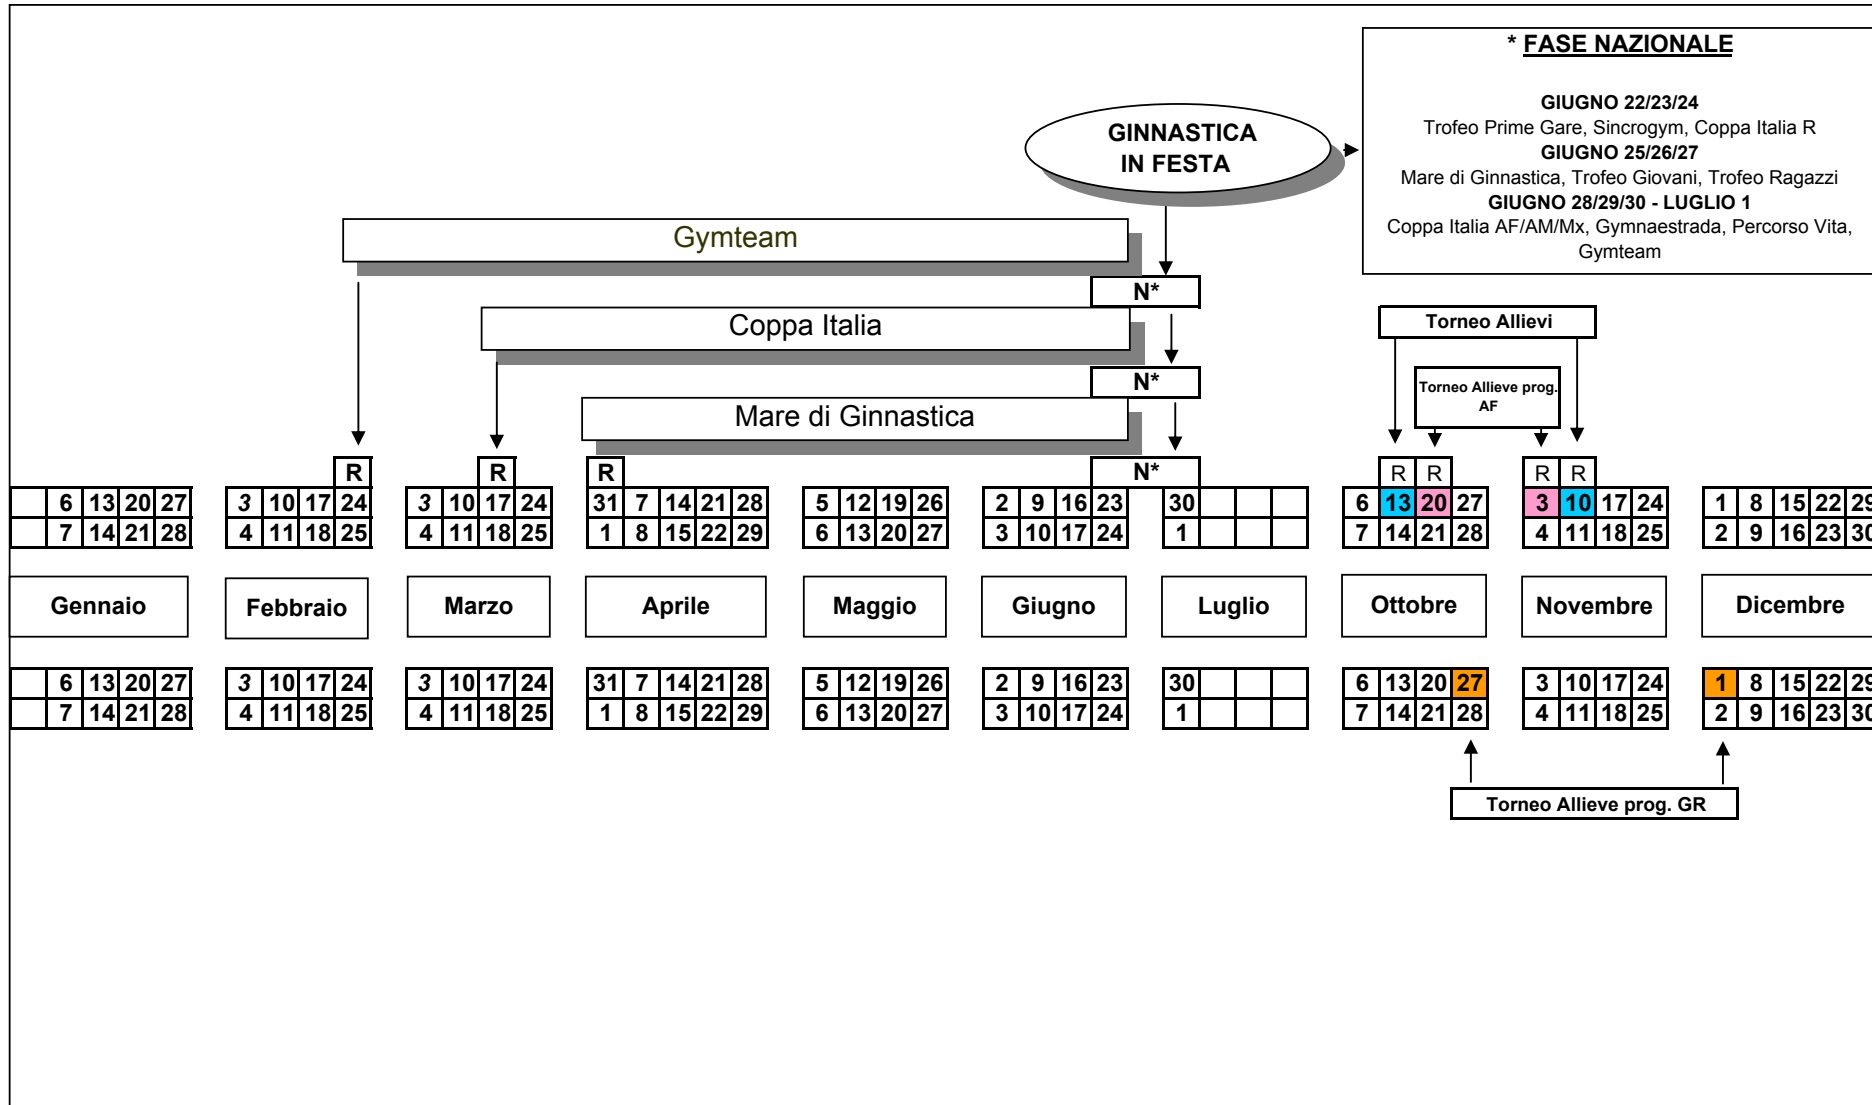 * FASE NAZIONALE
GIUGNO 22/23/24
Trofeo Prime Gare, Sincrogym, Coppa Italia R
GIUGNO 25/26/27
Mare di Ginnastica, Trofeo Giovani, Trofeo Ragazzi
GIUGNO 28/29/30 - LUGLIO 1
Coppa Italia AF/AM/Mx, Gymnaestrada, Percorso Vita,
Gymteam
GINNASTICA
IN FESTA
Gymteam
N*
Coppa Italia
Torneo Allievi
N*
Torneo Allieve prog.
AF
Mare di Ginnastica
R R R N* R R R R
6 13 20 27 3 10 17 24 3 10 17 24 31 7 14 21 28 5 12 19 26 2 9 16 23 30 6 13 20 27 3 10 17 24 1 8 15 22 29
7 14 21 28 4 11 18 25 4 11 18 25 1 8 15 22 29 6 13 20 27 3 10 17 24 1 7 14 21 28 4 11 18 25 2 9 16 23 30
Gennaio Febbraio Marzo Aprile Maggio Giugno Luglio Ottobre Novembre Dicembre
6 13 20 27 3 10 17 24 3 10 17 24 31 7 14 21 28 5 12 19 26 2 9 16 23 30 6 13 20 27 3 10 17 24 1 8 15 22 29
7 14 21 28 4 11 18 25 4 11 18 25 1 8 15 22 29 6 13 20 27 3 10 17 24 1 7 14 21 28 4 11 18 25 2 9 16 23 30
Torneo Allieve prog. GR